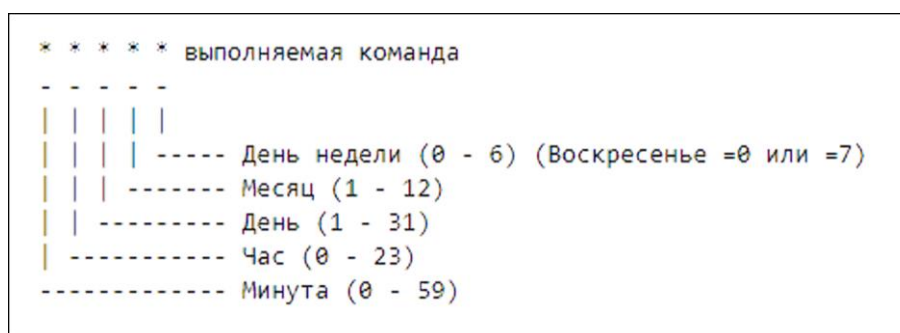 * * * * * выполняемая команда
- - - - -
| | | | |
| | | | ----- День недели (0 - 6) (Воскресенье =0 или =7)
| | | ------- Месяц (1 - 12)
| | --------- День (1 - 31)
| ----------- Час (0 - 23)
------------- Минута (0 - 59)